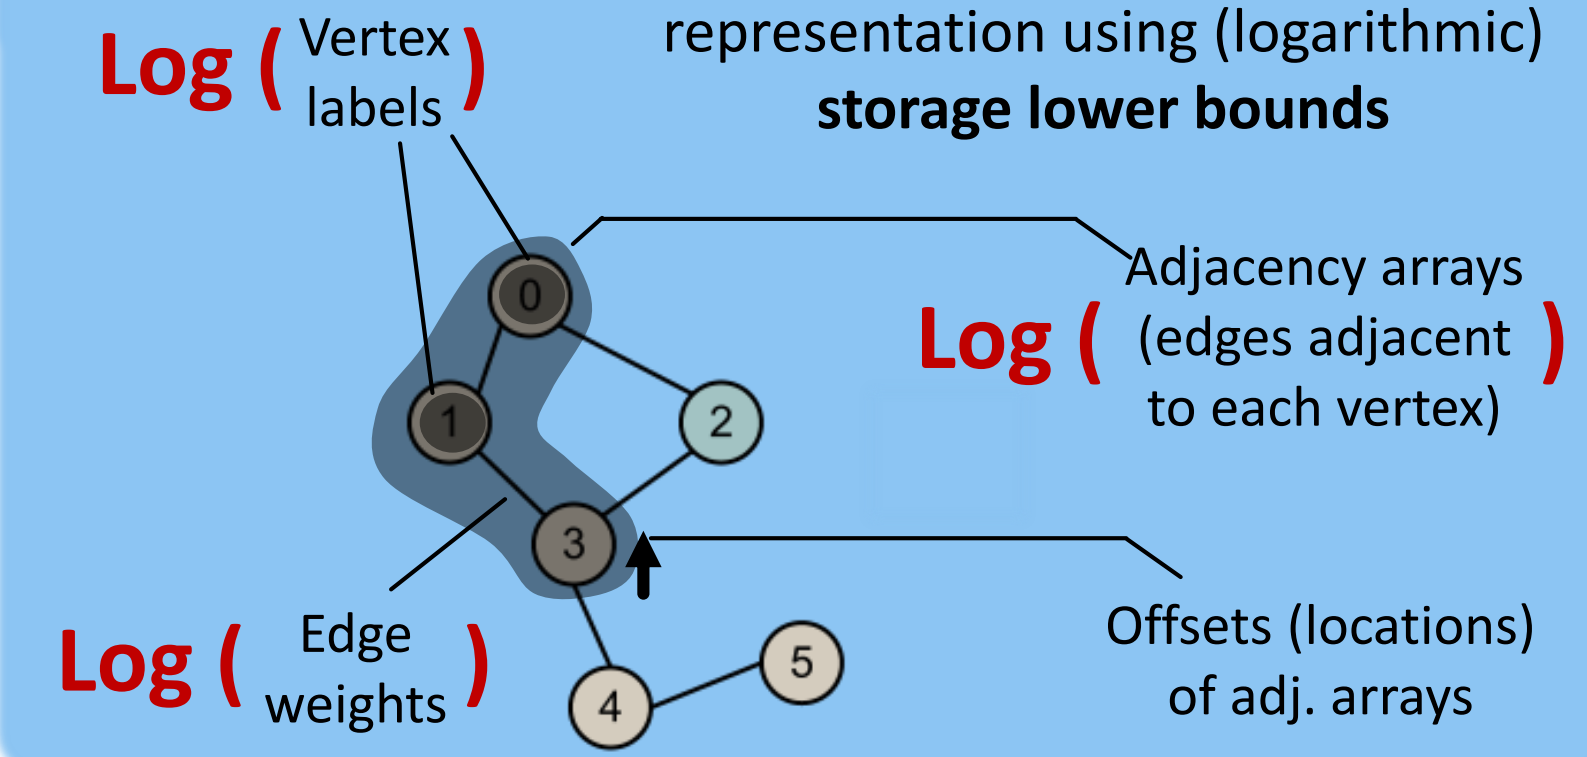 representation using (logarithmic)
storage lower bounds
Log ( Vertex
labels )
0
1
2
3
4
5
Adjacency arrays
Log ( (edges adjacent )
to each vertex)
Log ( Edge
weights )
Offsets (locations)
of adj. arrays